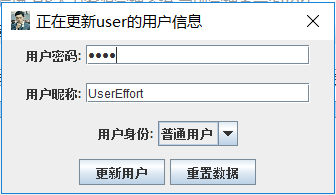 正在更新user的用户信息
用户密码: ●●●●
用户昵称: UserEffort
用户身份: 普通用户
更新用户 重置数据